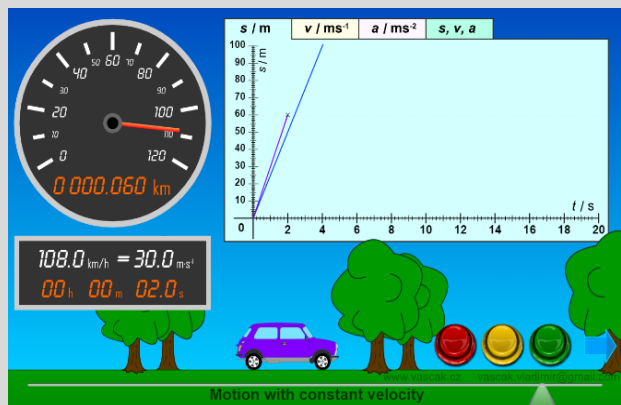 s / m v / ms⁻¹ a / ms⁻² s, v, a
100
90
80
70
60
50
40
30
20
10
0
s / m
2 4 6 8 10 12 14 16 18 20
t / s
0 10 20 30 40 50 60 70 80 90 100 110 120
0 000.060 km
108.0 km/h = 30.0 m·s⁻¹
00 h 00 m 02.0 s
www.vascak.cz vascak.vladimir@gmail.com
Motion with constant velocity